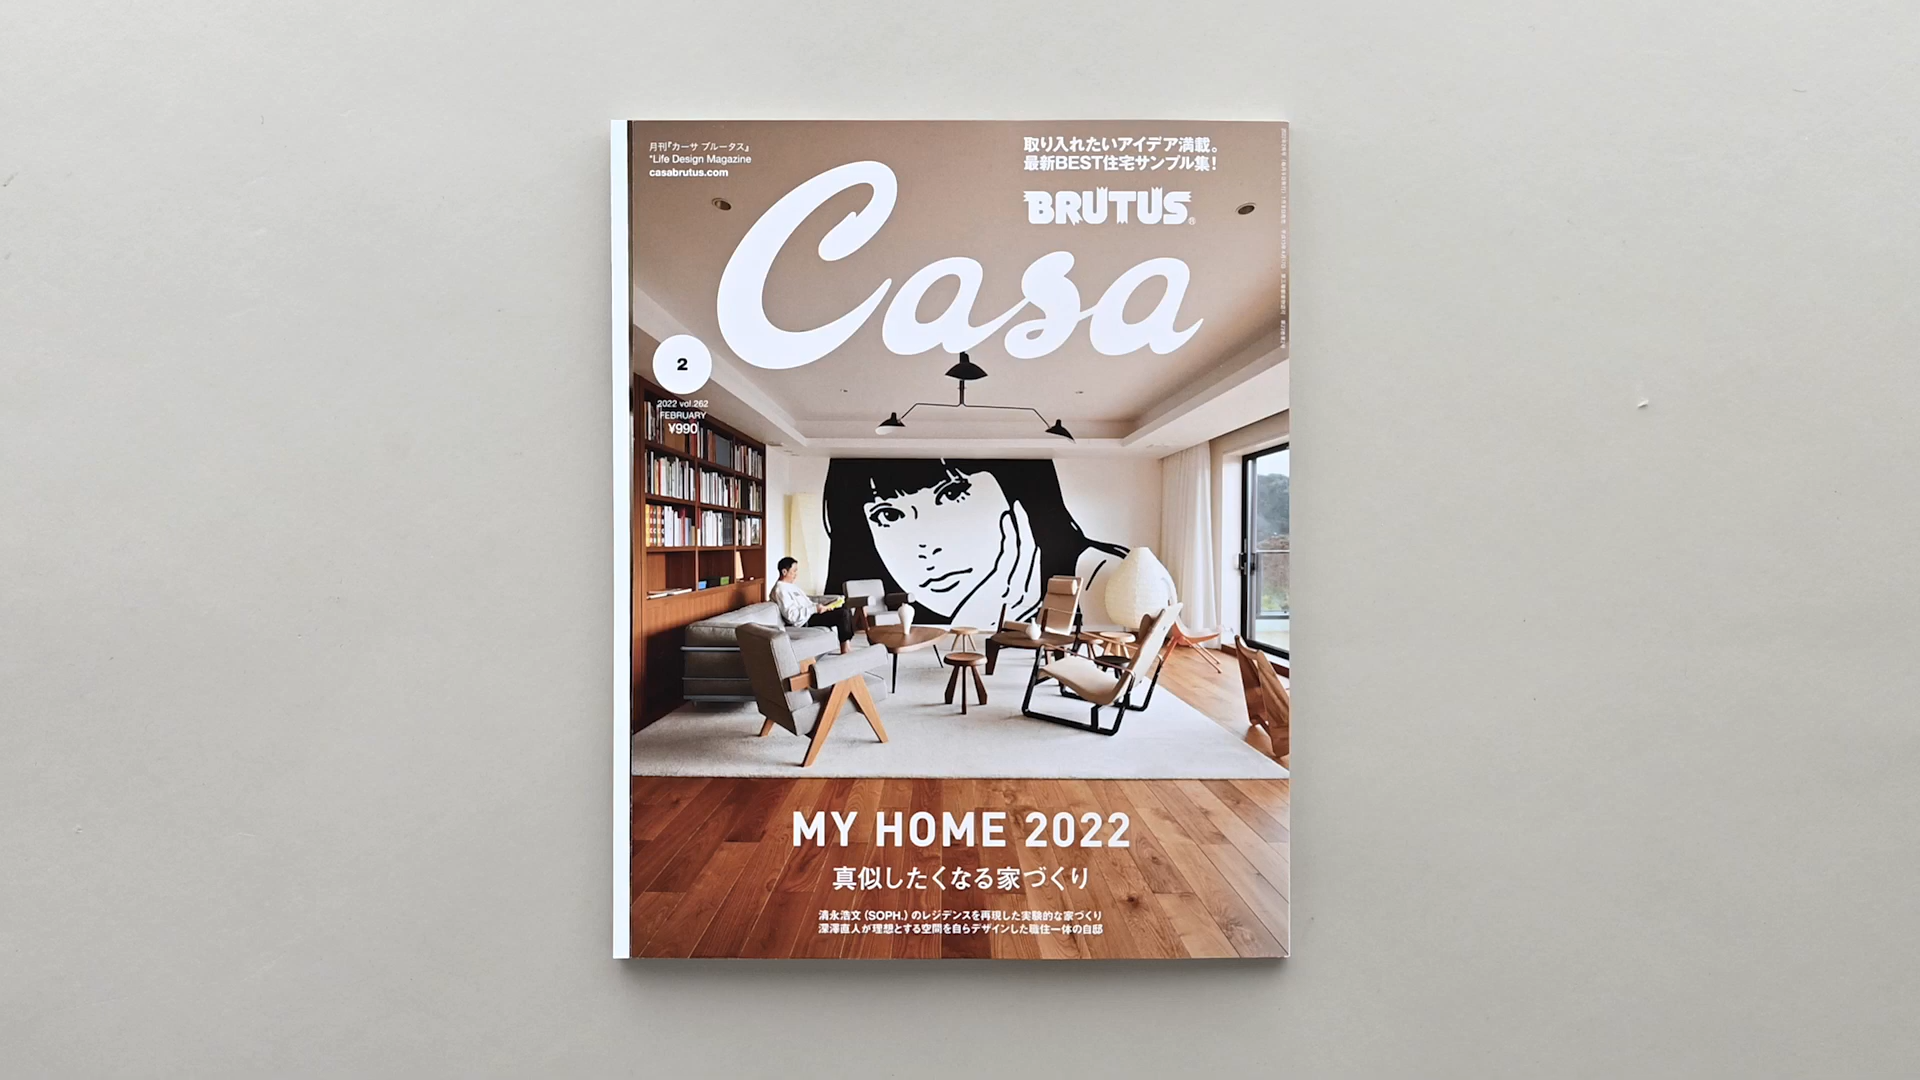 月刊『カーサ ブルータス』
"Life Design Magazine
casabrutus.com
取り入れたいアイデア満載。
最新BEST住宅サンプル集!
BRUTUS®
Casa
2
2022 vol.262
FEBRUARY
¥990
MY HOME 2022
真似したくなる家づくり
清永浩文（SOPH.）のレジデンスを再現した実験的な家づくり
深澤直人が理想とする空間を自らデザインした職住一体の自邸